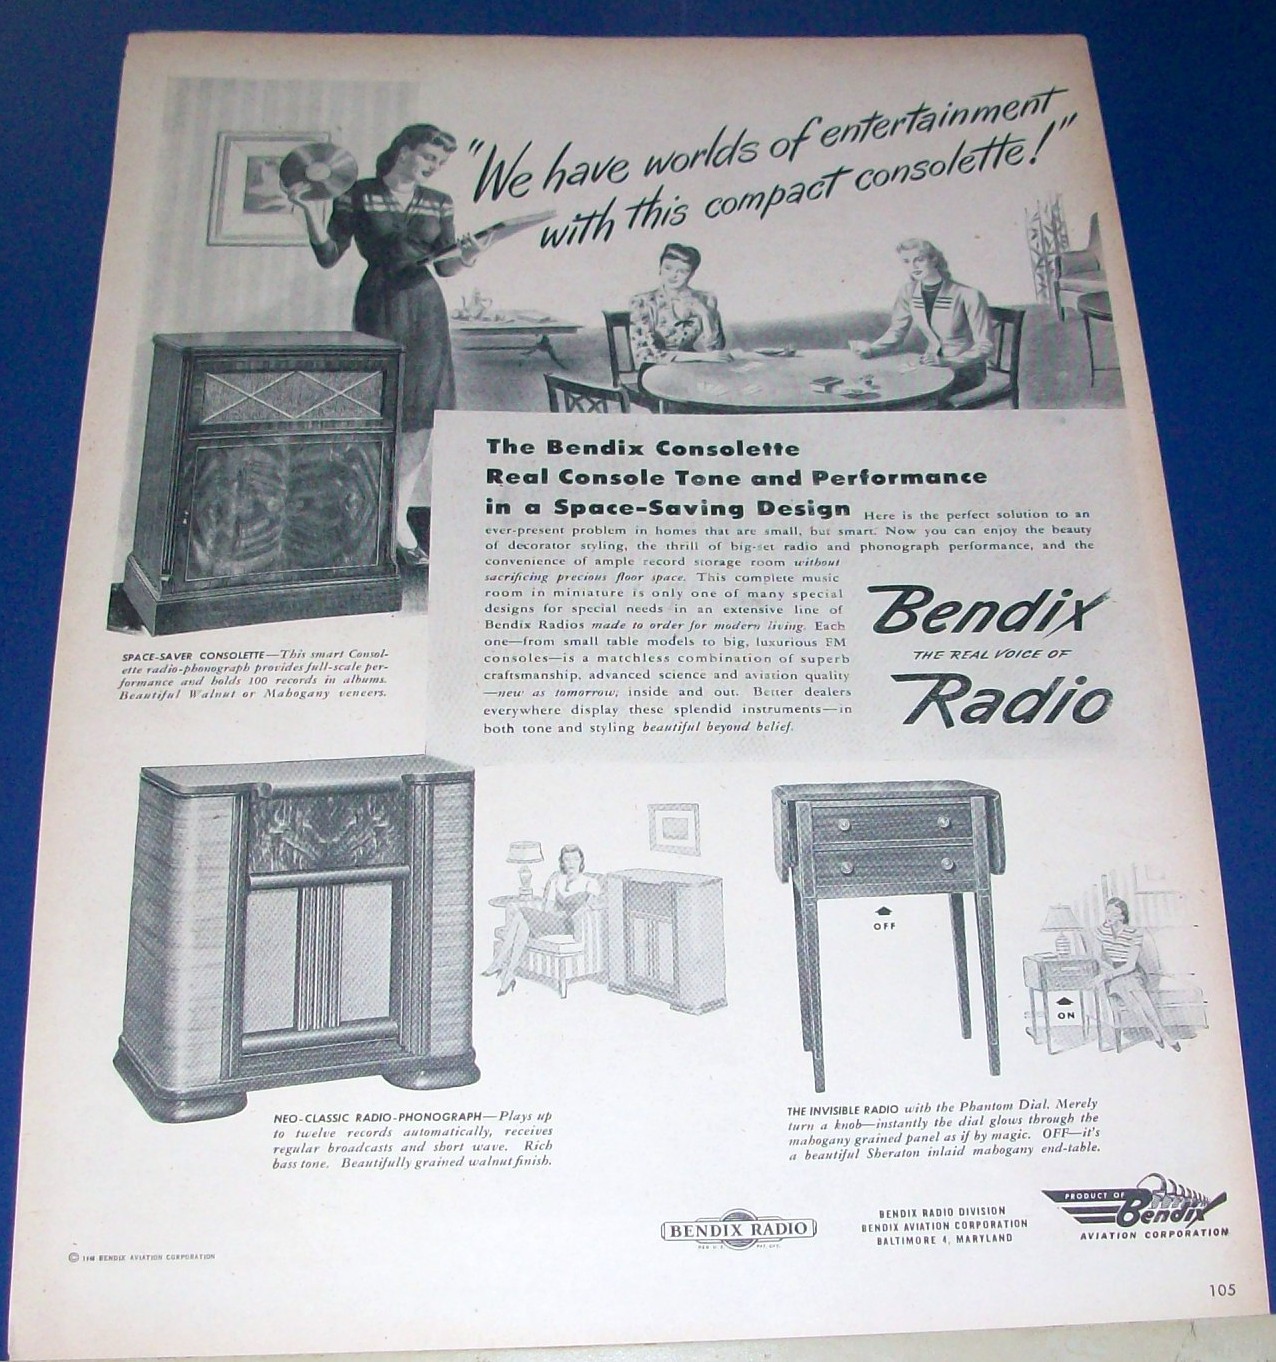 "We have worlds of entertainment
with this compact consolette!"
The Bendix Consolette
Real Console Tone and Performance
in a Space-Saving Design Here is the perfect solution to an
ever-present problem in homes that are small, but smart. Now you can enjoy the beauty
of decorator styling, the thrill of big-set radio and phonograph performance, and the
convenience of ample record storage room without
sacrificing precious floor space. This complete music
room in miniature is only one of many special
designs for special needs in an extensive line of
Bendix Radios made to order for modern living. Each
one—from small table models to big, luxurious FM
consoles—is a matchless combination of superb
craftsmanship, advanced science and aviation quality
—new as tomorrow, inside and out. Better dealers
everywhere display these splendid instruments—in
both tone and styling beautiful beyond belief.
Bendix
THE REAL VOICE OF
Radio
SPACE-SAVER CONSOLETTE—This smart Consol-
ette radio-phonograph provides full-scale per-
formance and holds 100 records in albums.
Beautiful Walnut or Mahogany veneers.
OFF
ON
NEO-CLASSIC RADIO-PHONOGRAPH—Plays up
to twelve records automatically, receives
regular broadcasts and short wave. Rich
bass tone. Beautifully grained walnut finish.
THE INVISIBLE RADIO with the Phantom Dial. Merely
turn a knob—instantly the dial glows through the
mahogany grained panel as if by magic. OFF—it's
a beautiful Sheraton inlaid mahogany end-table.
BENDIX RADIO
BENDIX RADIO DIVISION
BENDIX AVIATION CORPORATION
BALTIMORE 4, MARYLAND
PRODUCT OF
Bendix
AVIATION CORPORATION
© BENDIX AVIATION CORPORATION
105